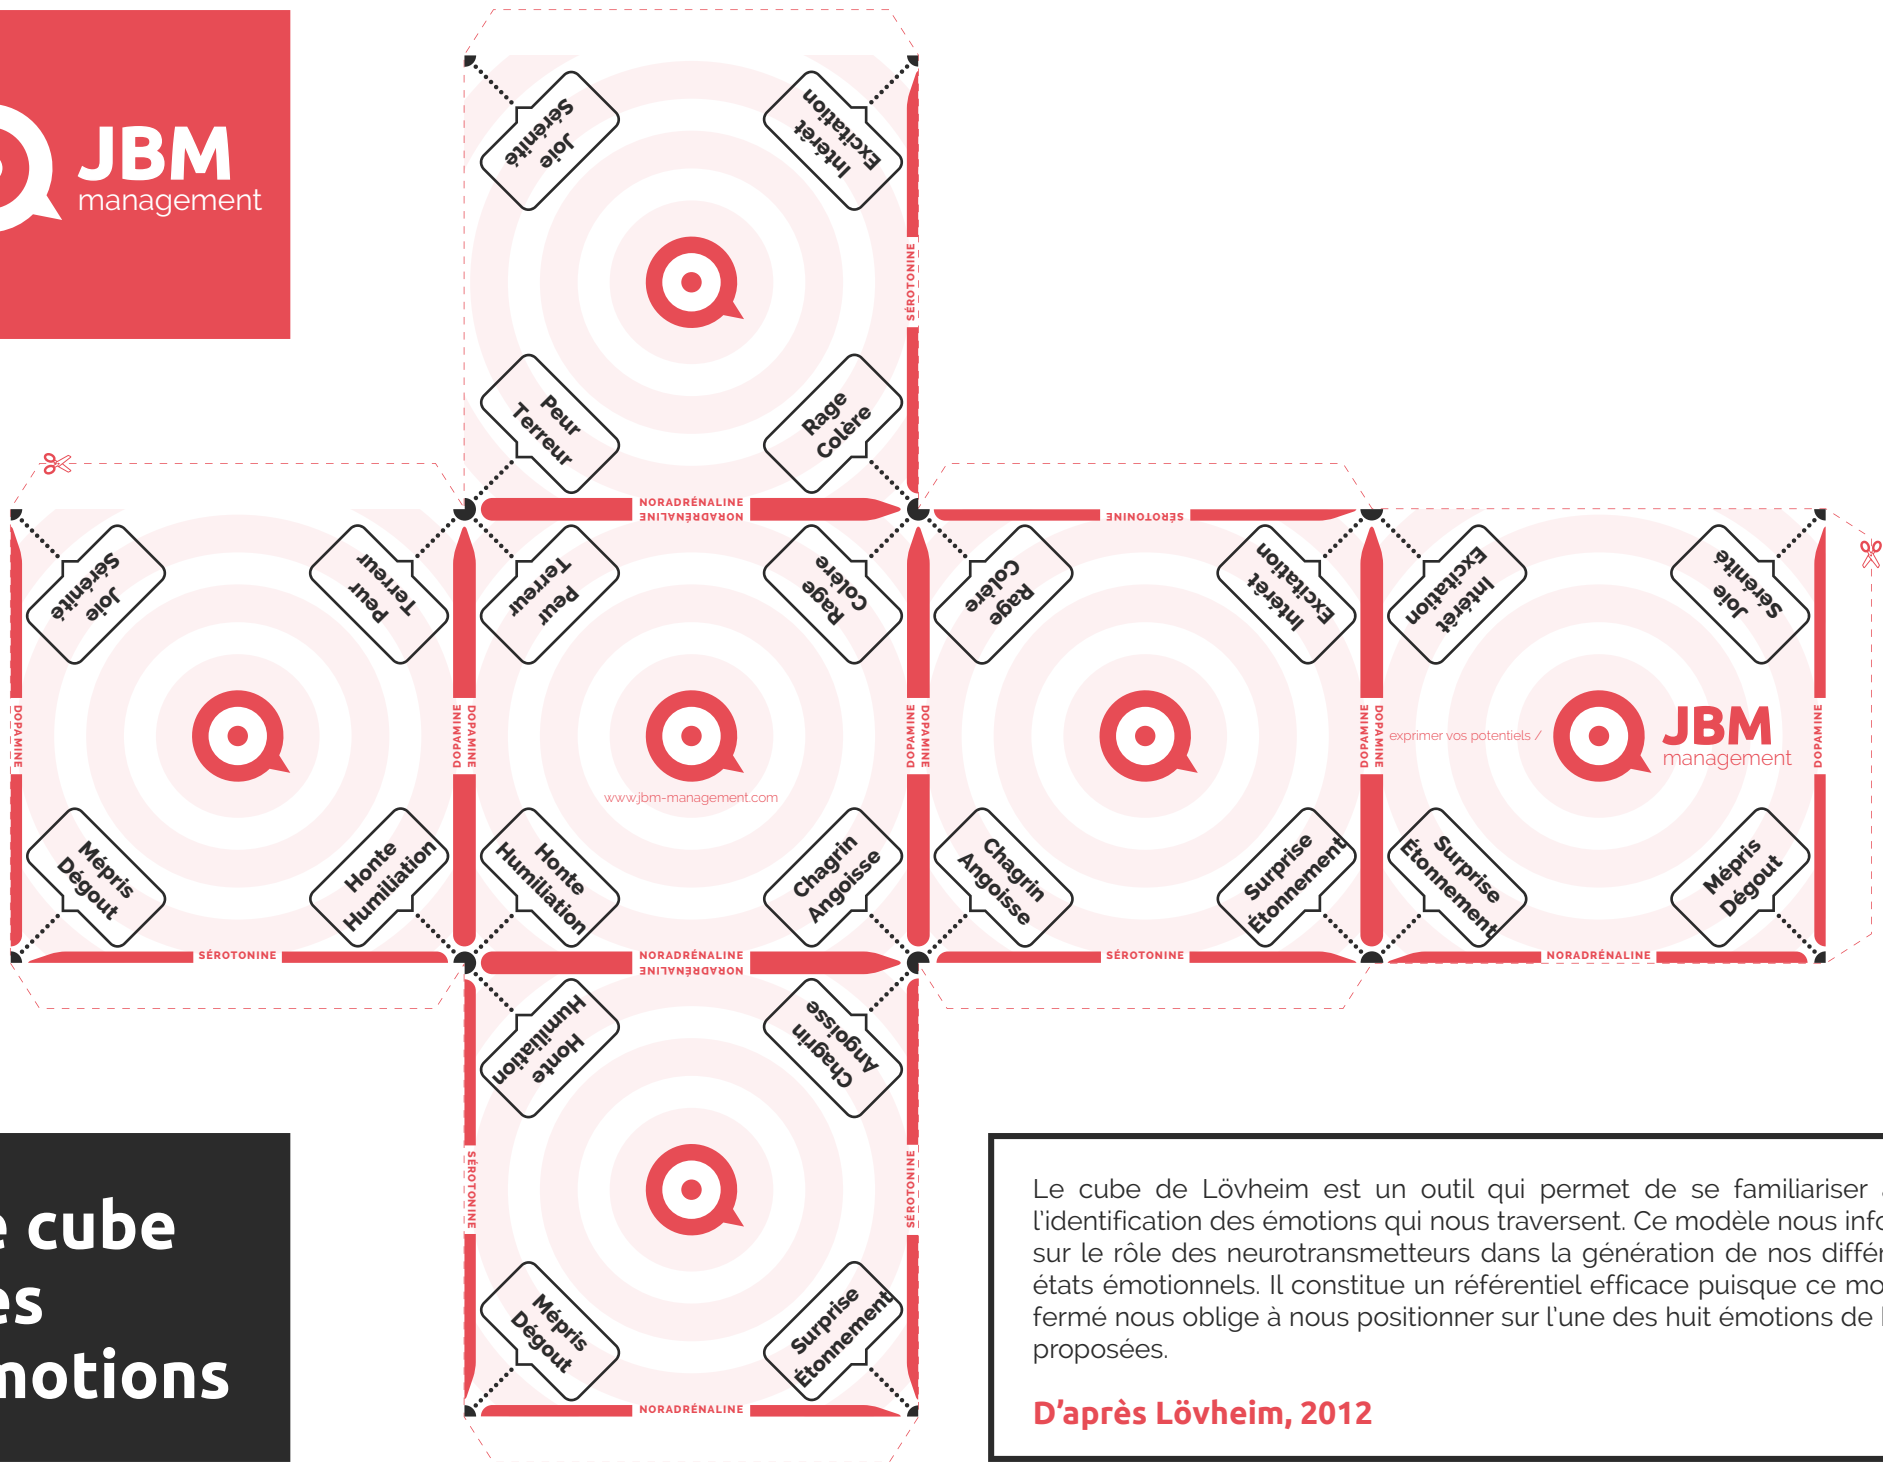 JBM
management
Sérénité
Joie
Excitation
Intérêt
SÉROTONINE
Peur
Terreur
Rage
Colère
NORADRÉNALINE
NORADRÉNALINE
SÉROTONINE
Sérénité
Joie
Terreur
Peur
Terreur
Peur
Colère
Rage
Colère
Rage
Excitation
Intérêt
Excitation
Intérêt
Sérénité
Joie
DOPAMINE
DOPAMINE
DOPAMINE
www.jbm-management.com
DOPAMINE
DOPAMINE
DOPAMINE
DOPAMINE
exprimer vos potentiels /
JBM
management
DOPAMINE
Mépris
Dégout
Honte
Humiliation
Honte
Humiliation
Chagrin
Angoisse
Chagrin
Angoisse
Surprise
Étonnement
Surprise
Étonnement
Mépris
Dégout
SÉROTONINE
NORADRÉNALINE
NORADRÉNALINE
SÉROTONINE
NORADRÉNALINE
Humiliation
Honte
Angoisse
Chagrin
SÉROTONINE
SÉROTONINE
Mépris
Dégout
Surprise
Étonnement
NORADRÉNALINE
cube
motions
Le cube de Lövheim est un outil qui permet de se familiariser
l'identification des émotions qui nous traversent. Ce modèle nous
sur le rôle des neurotransmetteurs dans la génération de nos
états émotionnels. Il constitue un référentiel efficace puisque ce
fermé nous oblige à nous positionner sur l'une des huit émotions de
proposées.
D'après Lövheim, 2012